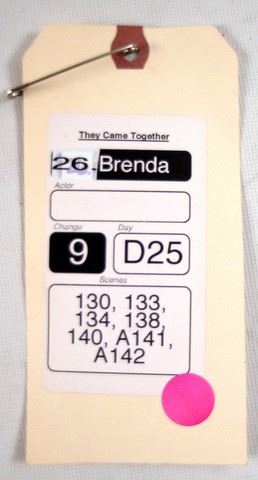 They Came Together
26. Brenda
Actor
Change Day
9 D25
Scenes
130, 133,
134, 138,
140, A141,
A142